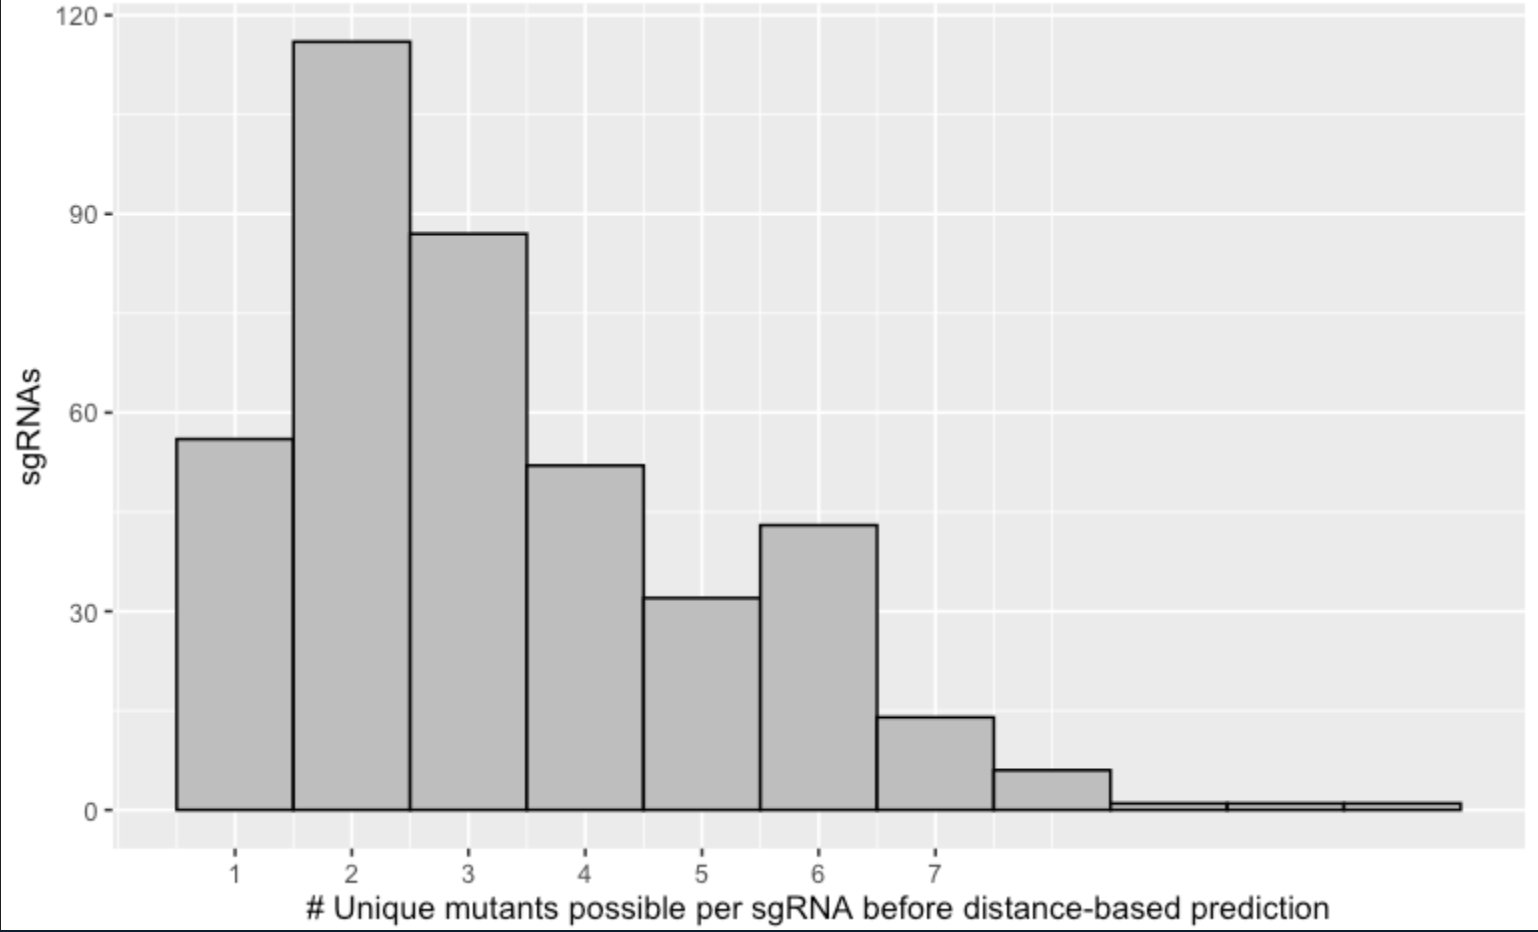 120
90
60
30
0
sgRNAs
1 2 3 4 5 6 7
# Unique mutants possible per sgRNA before distance-based prediction